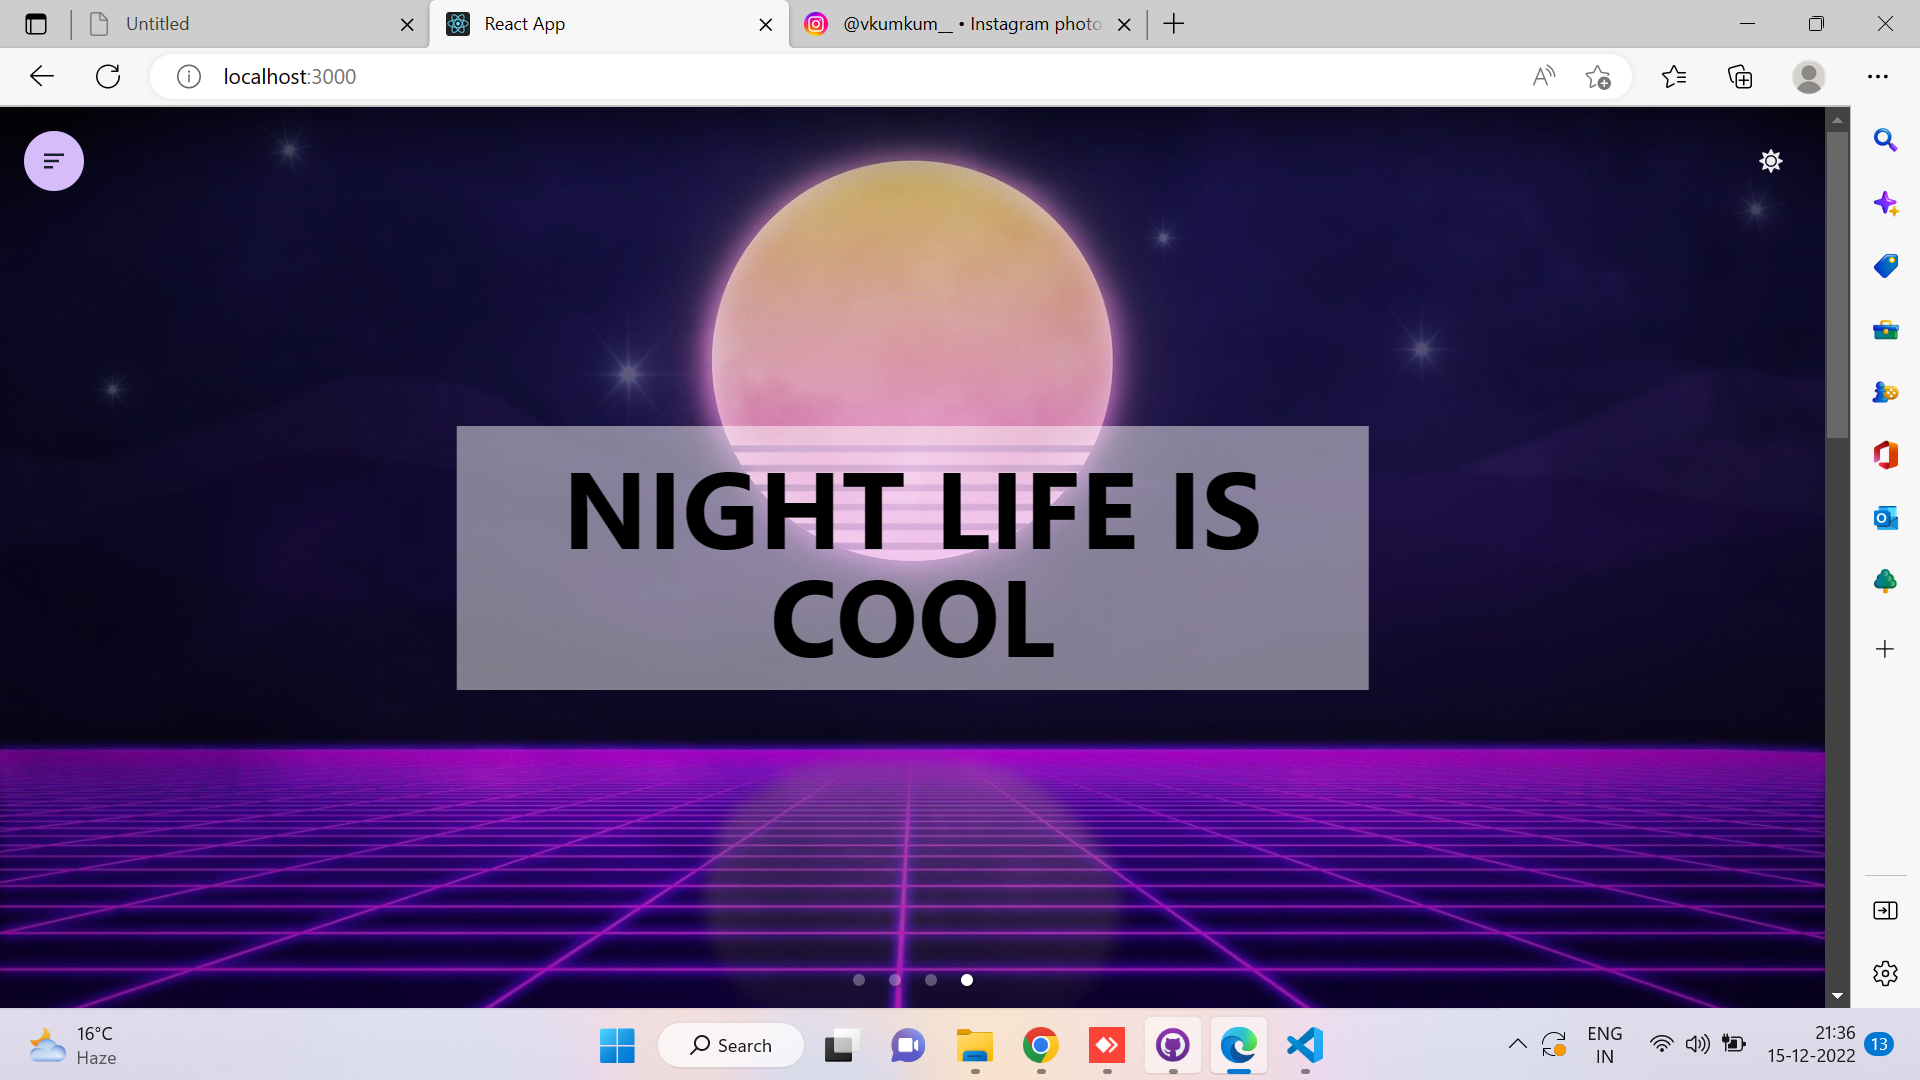 Untitled
React App
@vkumkum__ • Instagram photo
localhost:3000
NIGHT LIFE IS
COOL
16°C
Haze
Search
ENG
IN
21:36
15-12-2022
13